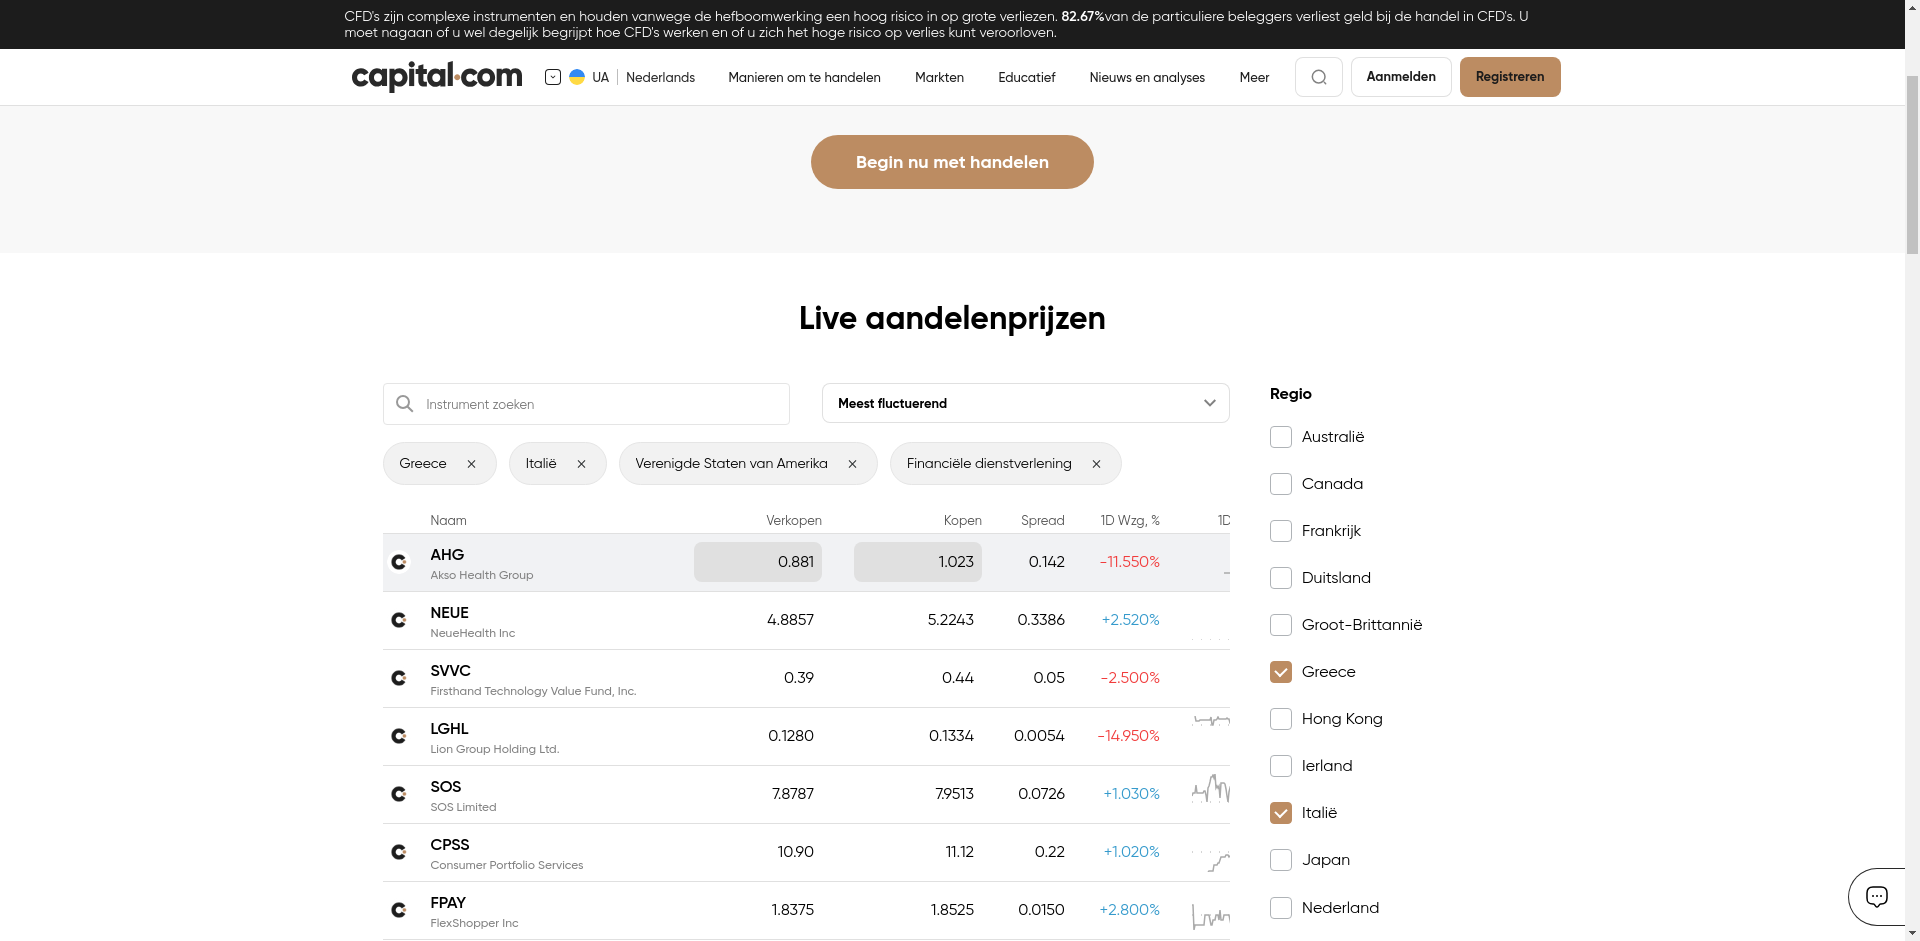 CFD's zijn complexe instrumenten en houden vanwege de hefboomwerking een hoog risico in op grote verliezen. 82.67%van de particuliere beleggers verliest geld bij de handel in CFD's. U
moet nagaan of u wel degelijk begrijpt hoe CFD's werken en of u zich het hoge risico op verlies kunt veroorloven.
capital.com UA Nederlands Manieren om te handelen Markten Educatief Nieuws en analyses Meer Aanmelden Registreren
Begin nu met handelen
Live aandelenprijzen
Instrument zoeken
Meest fluctuerend
Greece
Italië
Verenigde Staten van Amerika
Financiële dienstverlening
Naam Verkopen Kopen Spread 1D Wzg, % 1D
AHG 0.881 1.023 0.142 -11.550%
Akso Health Group
NEUE 4.8857 5.2243 0.3386 +2.520%
NeueHealth Inc
SVVC 0.39 0.44 0.05 -2.500%
Firsthand Technology Value Fund, Inc.
LGHL 0.1280 0.1334 0.0054 -14.950%
Lion Group Holding Ltd.
SOS 7.8787 7.9513 0.0726 +1.030%
SOS Limited
CPSS 10.90 11.12 0.22 +1.020%
Consumer Portfolio Services
FPAY 1.8375 1.8525 0.0150 +2.800%
FlexShopper Inc
Regio
Australië
Canada
Frankrijk
Duitsland
Groot-Brittannië
Greece
Hong Kong
Ierland
Italië
Japan
Nederland